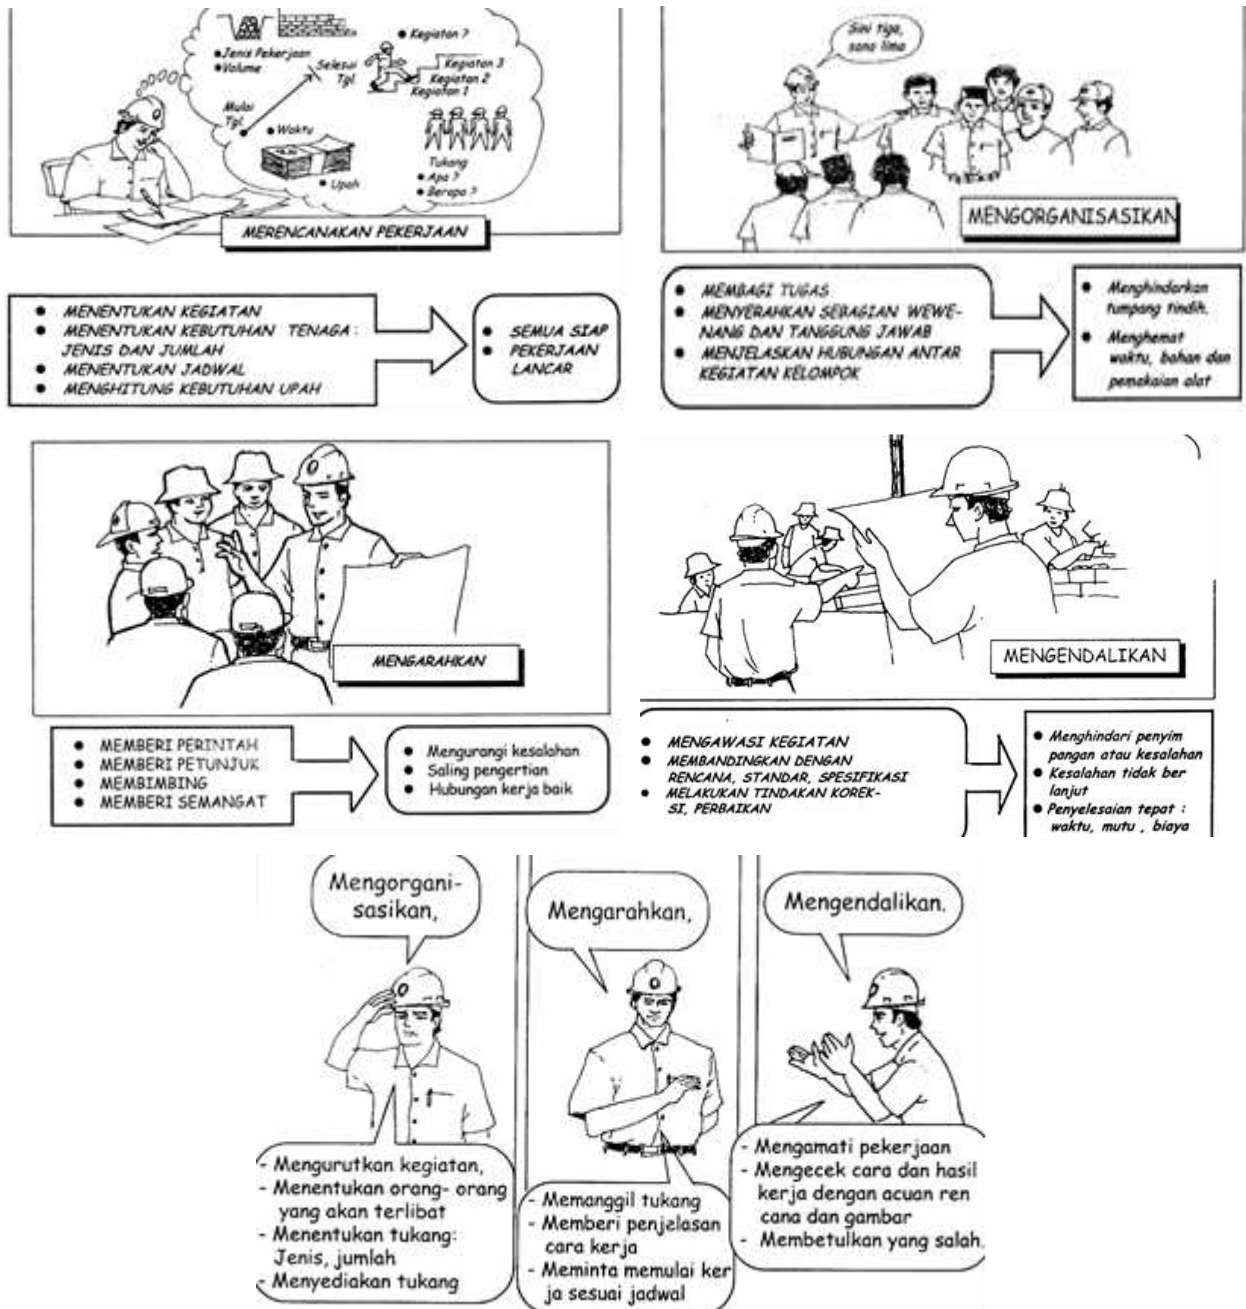 Kegiatan ?
Jenis Pekerjaan
Volume
Selesai
Tgl.
Kegiatan 3
Kegiatan 2
Kegiatan 1
Mulai
Tgl.
Waktu
Upah
Tukang
Apa ?
Berapa ?
MERENCANAKAN PEKERJAAN
MENENTUKAN KEGIATAN
MENENTUKAN KEBUTUHAN TENAGA :
JENIS DAN JUMLAH
MENENTUKAN JADWAL
MENGHITUNG KEBUTUHAN UPAH
SEMUA SIAP
PEKERJAAN
LANCAR
Sini tiga,
sana lima
MENGORGANISASIKAN
MEMBAGI TUGAS
MENYERAHKAN SEBAGIAN WEWE-
NANG DAN TANGGUNG JAWAB
MENJELASKAN HUBUNGAN ANTAR
KEGIATAN KELOMPOK
Menghindarkan
tumpang tindih,
Menghemat
waktu, bahan dan
pemakaian alat
MENGARAHKAN
MEMBERI PERINTAH
MEMBERI PETUNJUK
MEMBIMBING
MEMBERI SEMANGAT
Mengurangi kesalahan
Saling pengertian
Hubungan kerja baik
MENGENDALIKAN
MENGAWASI KEGIATAN
MEMBANDINGKAN DENGAN
RENCANA, STANDAR, SPESIFIKASI
MELAKUKAN TINDAKAN KOREK-
SI, PERBAIKAN
Menghindari penyim
pangan atau kesalahan
Kesalahan tidak ber
lanjut
Penyelesaian tepat :
waktu, mutu , biaya
Mengorgani-
sasikan,
- Mengurutkan kegiatan,
- Menentukan orang- orang
yang akan terlibat
- Menentukan tukang:
Jenis, jumlah
- Menyediakan tukang
Mengarahkan,
- Memanggil tukang
- Memberi penjelasan
cara kerja
- Meminta memulai ker
ja sesuai jadwal
Mengendalikan.
- Mengamati pekerjaan
- Mengecek cara dan hasil
kerja dengan acuan ren
cana dan gambar
- Membetulkan yang salah.